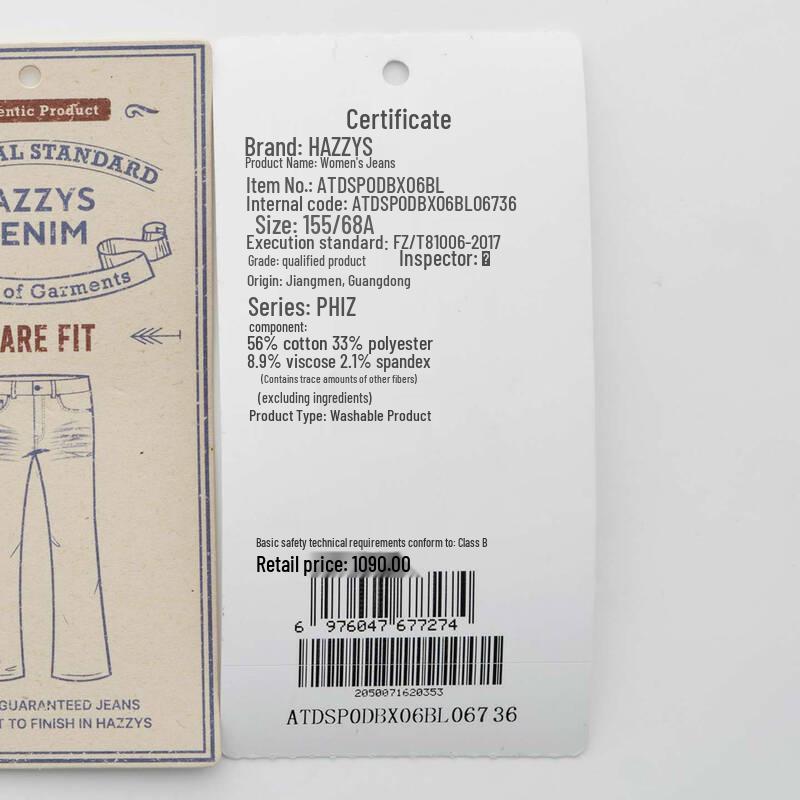 entic Product
AL STANDARD
AZZYS
ENIM
of Garments
ARE FIT
GUARANTEED JEANS
T TO FINISH IN HAZZYS
Certificate
Brand: HAZZYS
Product Name: Women's Jeans
Item No.: ATDSPODBX06BL
Internal code: ATDSPODBX06BL06736
Size: 155/68A
Execution standard: FZ/T81006-2017
Grade: qualified product
Inspector:
Origin: Jiangmen, Guangdong
Series: PHIZ
component:
56% cotton 33% polyester
8.9% viscose 2.1% spandex
(Contains trace amounts of other fibers)
(excluding ingredients)
Product Type: Washable Product
Basic safety technical requirements conform to: Class B
Retail price: 1090.00
6 976047 677274
2050071620353
ATDSPODBX06BL06736